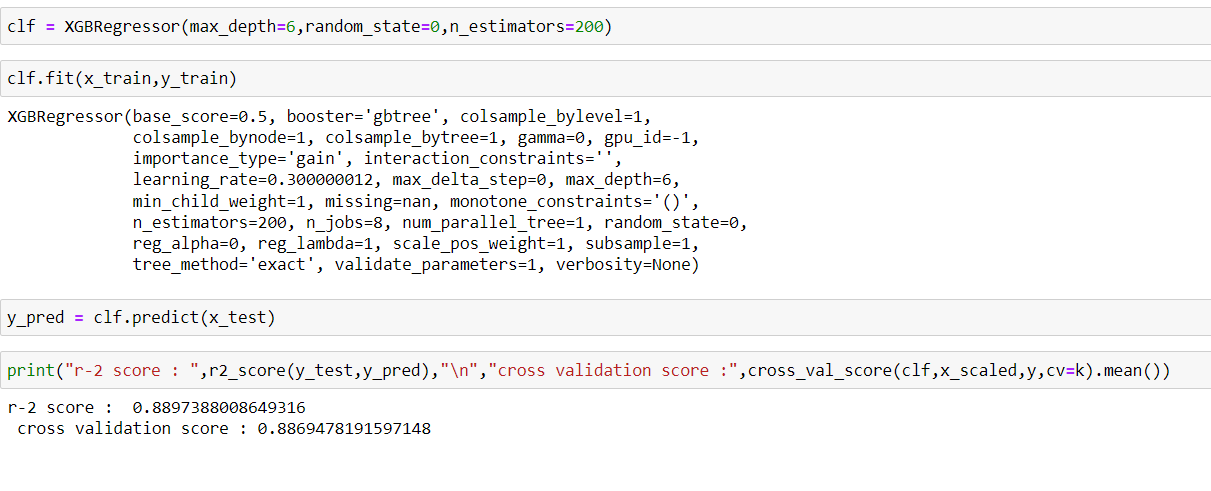 clf = XGBRegressor(max_depth=6,random_state=0,n_estimators=200)
clf.fit(x_train,y_train)
XGBRegressor(base_score=0.5, booster='gbtree', colsample_bylevel=1,
             colsample_bynode=1, colsample_bytree=1, gamma=0, gpu_id=-1,
             importance_type='gain', interaction_constraints='',
             learning_rate=0.300000012, max_delta_step=0, max_depth=6,
             min_child_weight=1, missing=nan, monotone_constraints='()',
             n_estimators=200, n_jobs=8, num_parallel_tree=1, random_state=0,
             reg_alpha=0, reg_lambda=1, scale_pos_weight=1, subsample=1,
             tree_method='exact', validate_parameters=1, verbosity=None)
y_pred = clf.predict(x_test)
print("r-2 score : ",r2_score(y_test,y_pred),"\n","cross validation score :",cross_val_score(clf,x_scaled,y,cv=k).mean())
r-2 score :  0.8897388008649316
 cross validation score : 0.8869478191597148